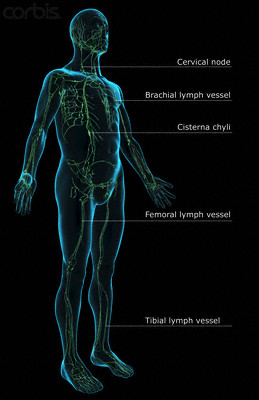 corbis
Cervical node
Brachial lymph vessel
Cisterna chyli
Femoral lymph vessel
Tibial lymph vessel